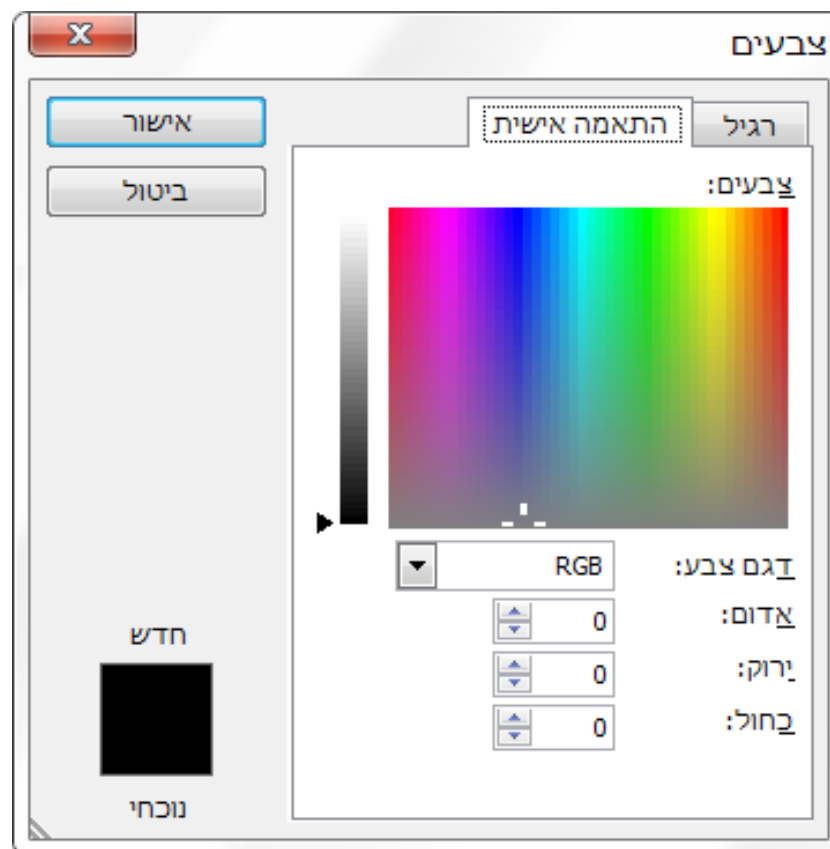 צבעים
רגיל
התאמה אישית
צבעים:
דגם צבע: RGB
אדום: 0
ירוק: 0
כחול: 0
אישור
ביטול
חדש
נוכחי